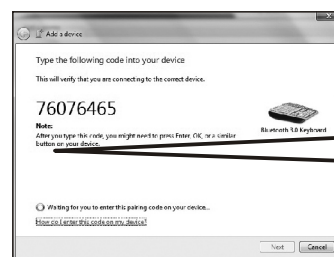 Add a device
Type the following code into your device
This will verify that you are connecting to the correct device.
76076465
Note:
After you type this code, you might need to press Enter, OK, or a similar
button on your device.
Bluetooth 3.0 Keyboard
Waiting for you to enter this pairing code on your device...
How do I enter this code on my device?
Next
Cancel